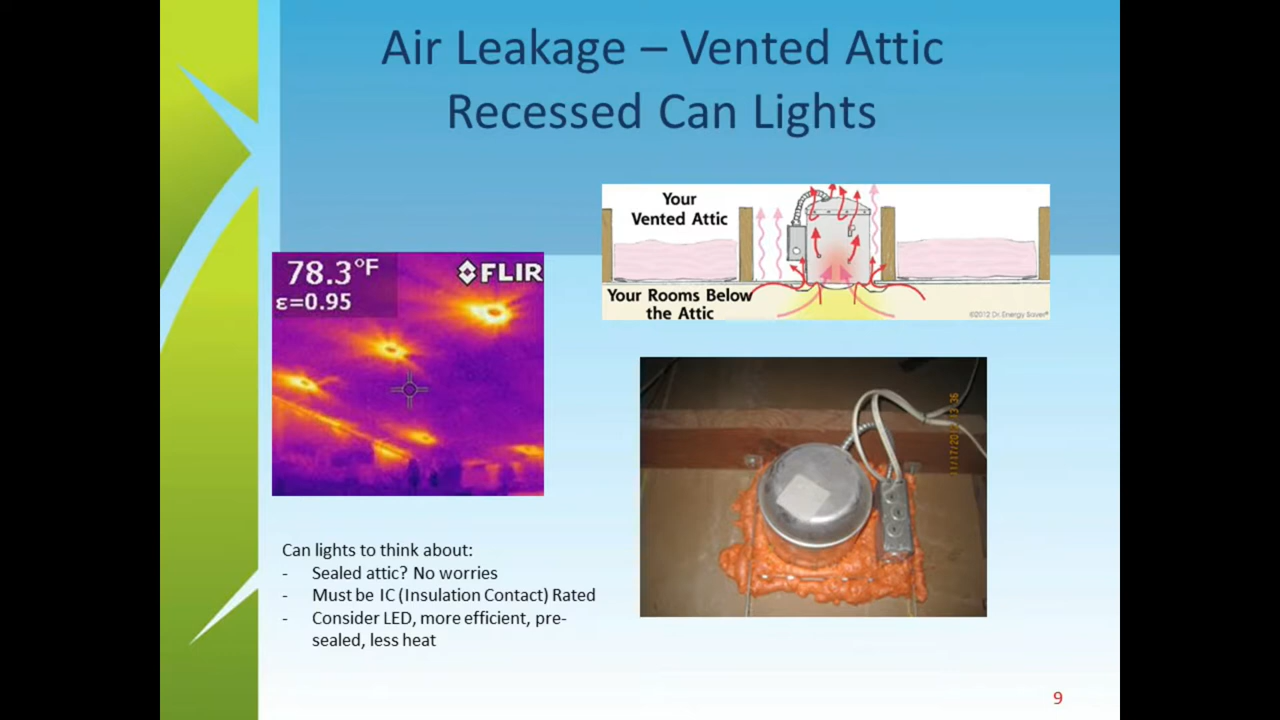 Air Leakage – Vented Attic
Recessed Can Lights
Your
Vented Attic
Your Rooms Below
the Attic
©2012 Dr. Energy Saver®
78.3°F
FLIR
ε=0.95
Can lights to think about:
- Sealed attic? No worries
- Must be IC (Insulation Contact) Rated
- Consider LED, more efficient, pre-
sealed, less heat
9